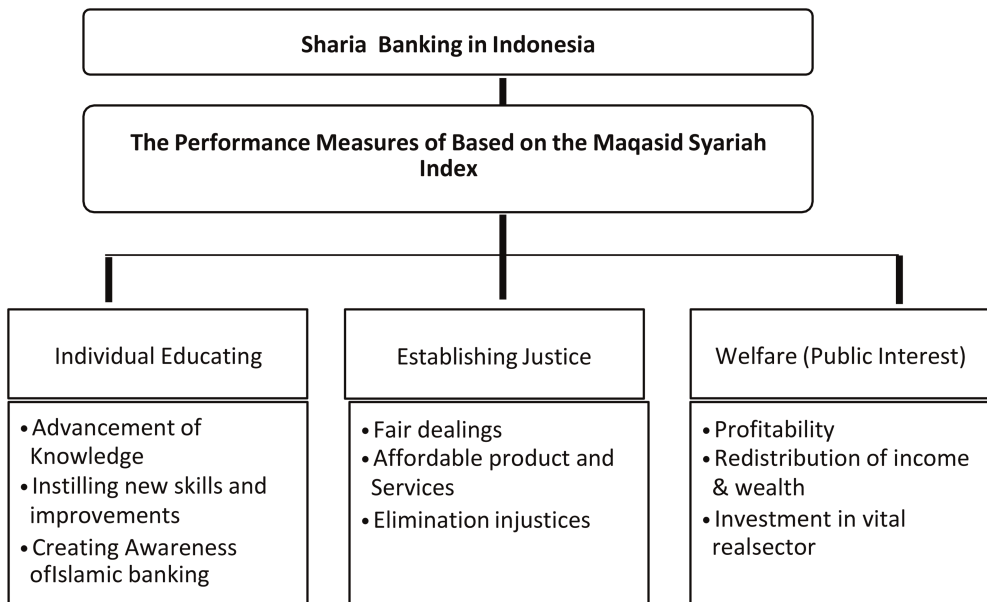 Sharia Banking in Indonesia
The Performance Measures of Based on the Maqasid Syariah
Index
Individual Educating
• Advancement of
Knowledge
• Instilling new skills and
improvements
• Creating Awareness
ofIslamic banking
Establishing Justice
• Fair dealings
• Affordable product and
Services
• Elimination injustices
Welfare (Public Interest)
• Profitability
• Redistribution of income
& wealth
• Investment in vital
realsector